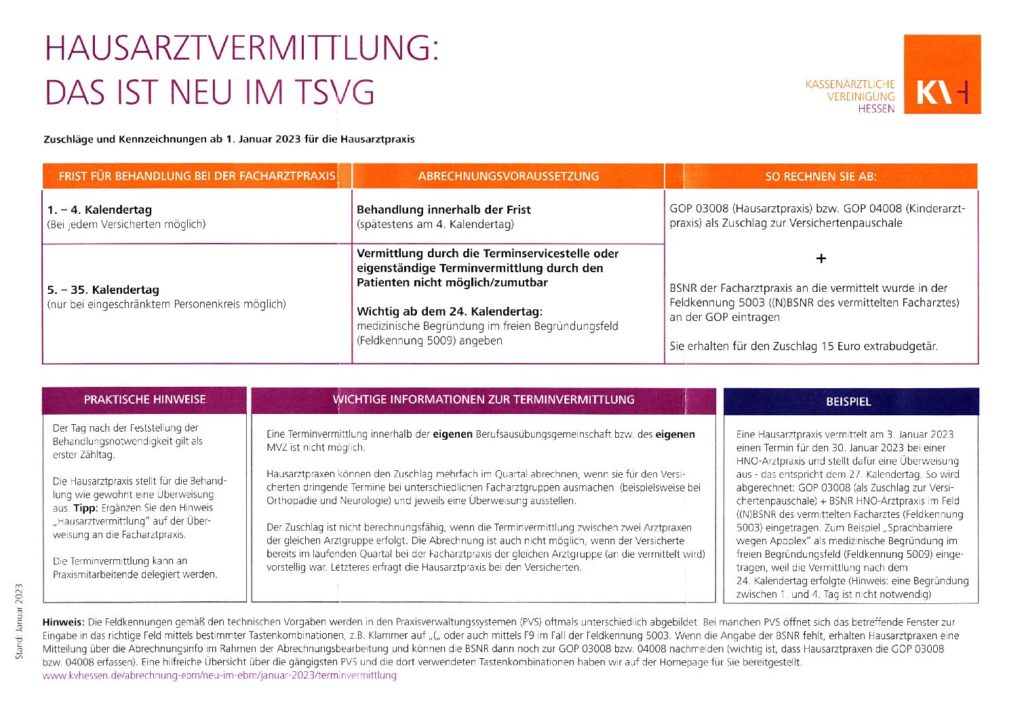 HAUSARZTVERMITTLUNG:
DAS IST NEU IM TSVG
KASSENÄRZTLICHE
VEREINIGUNG
HESSEN
KVH
Zuschläge und Kennzeichnungen ab 1. Januar 2023 für die Hausarztpraxis
FRIST FÜR BEHANDLUNG BEI DER FACHARZTPRAXIS
ABRECHNUNGSVORAUSSETZUNG
SO RECHNEN SIE AB:
1. – 4. Kalendertag
(Bei jedem Versicherten möglich)
Behandlung innerhalb der Frist
(spätestens am 4. Kalendertag)
5. – 35. Kalendertag
(nur bei eingeschränktem Personenkreis möglich)
Vermittlung durch die Terminservicestelle oder
eigenständige Terminvermittlung durch den
Patienten nicht möglich/zumutbar
Wichtig ab dem 24. Kalendertag:
medizinische Begründung im freien Begründungsfeld
(Feldkennung 5009) angeben
GOP 03008 (Hausarztpraxis) bzw. GOP 04008 (Kinderarzt-
praxis) als Zuschlag zur Versichertenpauschale
+
BSNR der Facharztpraxis an die vermittelt wurde in der
Feldkennung 5003 ((N)BSNR des vermittelten Facharztes)
an der GOP eintragen
Sie erhalten für den Zuschlag 15 Euro extrabudgetär.
PRAKTISCHE HINWEISE
Der Tag nach der Feststellung der
Behandlungsnotwendigkeit gilt als
erster Zähltag.
Die Hausarztpraxis stellt für die Behand-
lung wie gewohnt eine Überweisung
aus. Tipp: Ergänzen Sie den Hinweis
„Hausarztvermittlung" auf der Über-
weisung an die Facharztpraxis.
Die Terminvermittlung kann an
Praxismitarbeitende delegiert werden.
WICHTIGE INFORMATIONEN ZUR TERMINVERMITTLUNG
Eine Terminvermittlung innerhalb der eigenen Berufsausübungsgemeinschaft bzw. des eigenen
MVZ ist nicht möglich.
Hausarztpraxen können den Zuschlag mehrfach im Quartal abrechnen, wenn sie für den Versi-
cherten dringende Termine bei unterschiedlichen Facharztgruppen ausmachen (beispielsweise bei
Orthopädie und Neurologie) und jeweils eine Überweisung ausstellen.
Der Zuschlag ist nicht berechnungsfähig, wenn die Terminvermittlung zwischen zwei Arztpraxen
der gleichen Arztgruppe erfolgt. Die Abrechnung ist auch nicht möglich, wenn der Versicherte
bereits im laufenden Quartal bei der Facharztpraxis der gleichen Arztgruppe (an die vermittelt wird)
vorstellig war. Letzteres erfragt die Hausarztpraxis bei den Versicherten.
BEISPIEL
Eine Hausarztpraxis vermittelt am 3. Januar 2023
einen Termin für den 30. Januar 2023 bei einer
HNO-Arztpraxis und stellt dafür eine Überweisung
aus - das entspricht dem 27. Kalendertag. So wird
abgerechnet: GOP 03008 (als Zuschlag zur Versi-
chertenpauschale) + BSNR HNO-Arztpraxis im Feld
((N)BSNR des vermittelten Facharztes (Feldkennung
5003) eingetragen. Zum Beispiel „Sprachbarriere
wegen Apoplex" als medizinische Begründung im
freien Begründungsfeld (Feldkennung 5009) einge-
tragen, weil die Vermittlung nach dem
24. Kalendertag erfolgte (Hinweis: eine Begründung
zwischen 1. und 4. Tag ist nicht notwendig)
Stand: Januar 2023
Hinweis: Die Feldkennungen gemäß den technischen Vorgaben werden in den Praxisverwaltungssystemen (PVS) oftmals unterschiedlich abgebildet. Bei manchen PVS öffnet sich das betreffende Fenster zur
Eingabe in das richtige Feld mittels bestimmter Tastenkombinationen, z.B. Klammer auf „(„ oder auch mittels F9 im Fall der Feldkennung 5003. Wenn die Angabe der BSNR fehlt, erhalten Hausarztpraxen eine
Mitteilung über die Abrechnungsinfo im Rahmen der Abrechnungsbearbeitung und können die BSNR dann noch zur GOP 03008 bzw. 04008 nachmelden (wichtig ist, dass Hausarztpraxen die GOP 03008
bzw. 04008 erfassen). Eine hilfreiche Übersicht über die gängigsten PVS und die dort verwendeten Tastenkombinationen haben wir auf der Homepage für Sie bereitgestellt.
www.kvhessen.de/abrechnung-ebm/neu-im-ebm/januar-2023/terminvermittlung